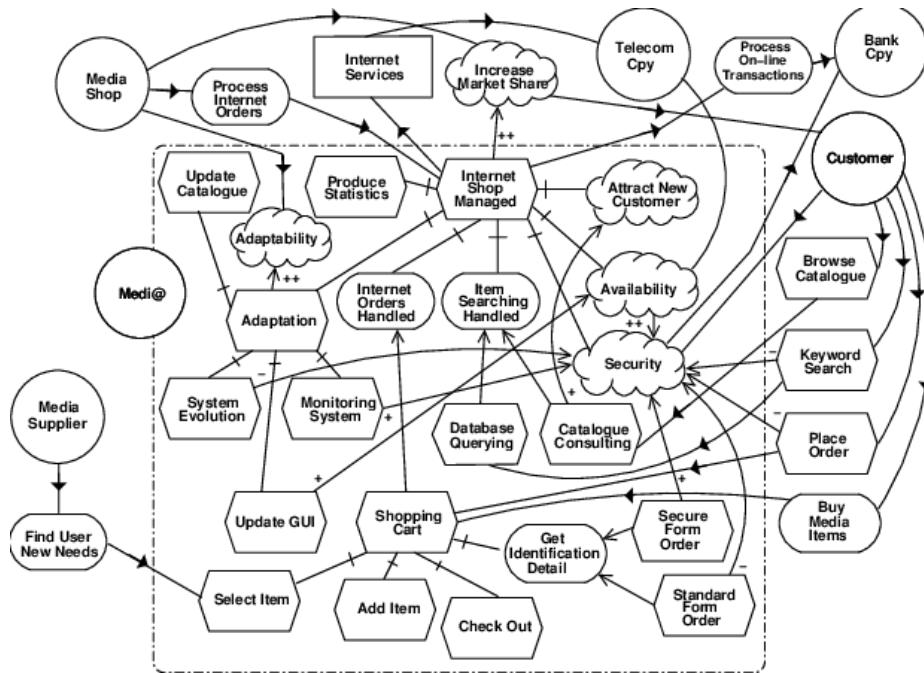 Media
Shop
Process
Internet
Orders
Internet
Services
Increase
Market Share
Telecom
Cpy
Process
On-line
Transactions
Bank
Cpy
++
Update
Catalogue
Produce
Statistics
Internet
Shop
Managed
Attract New
Customer
Customer
Adaptability
++
Browse
Catalogue
Medi@
Adaptation
Internet
Orders
Handled
Item
Searching
Handled
Availability
++
Security
Keyword
Search
−
−
System
Evolution
Monitoring
System
+
+
Database
Querying
Catalogue
Consulting
Place
Order
−
Media
Supplier
+
+
Update GUI
Shopping
Cart
Secure
Form
Order
Buy
Media
Items
Find User
New Needs
Get
Identification
Detail
−
Select Item
Add Item
Check Out
Standard
Form
Order